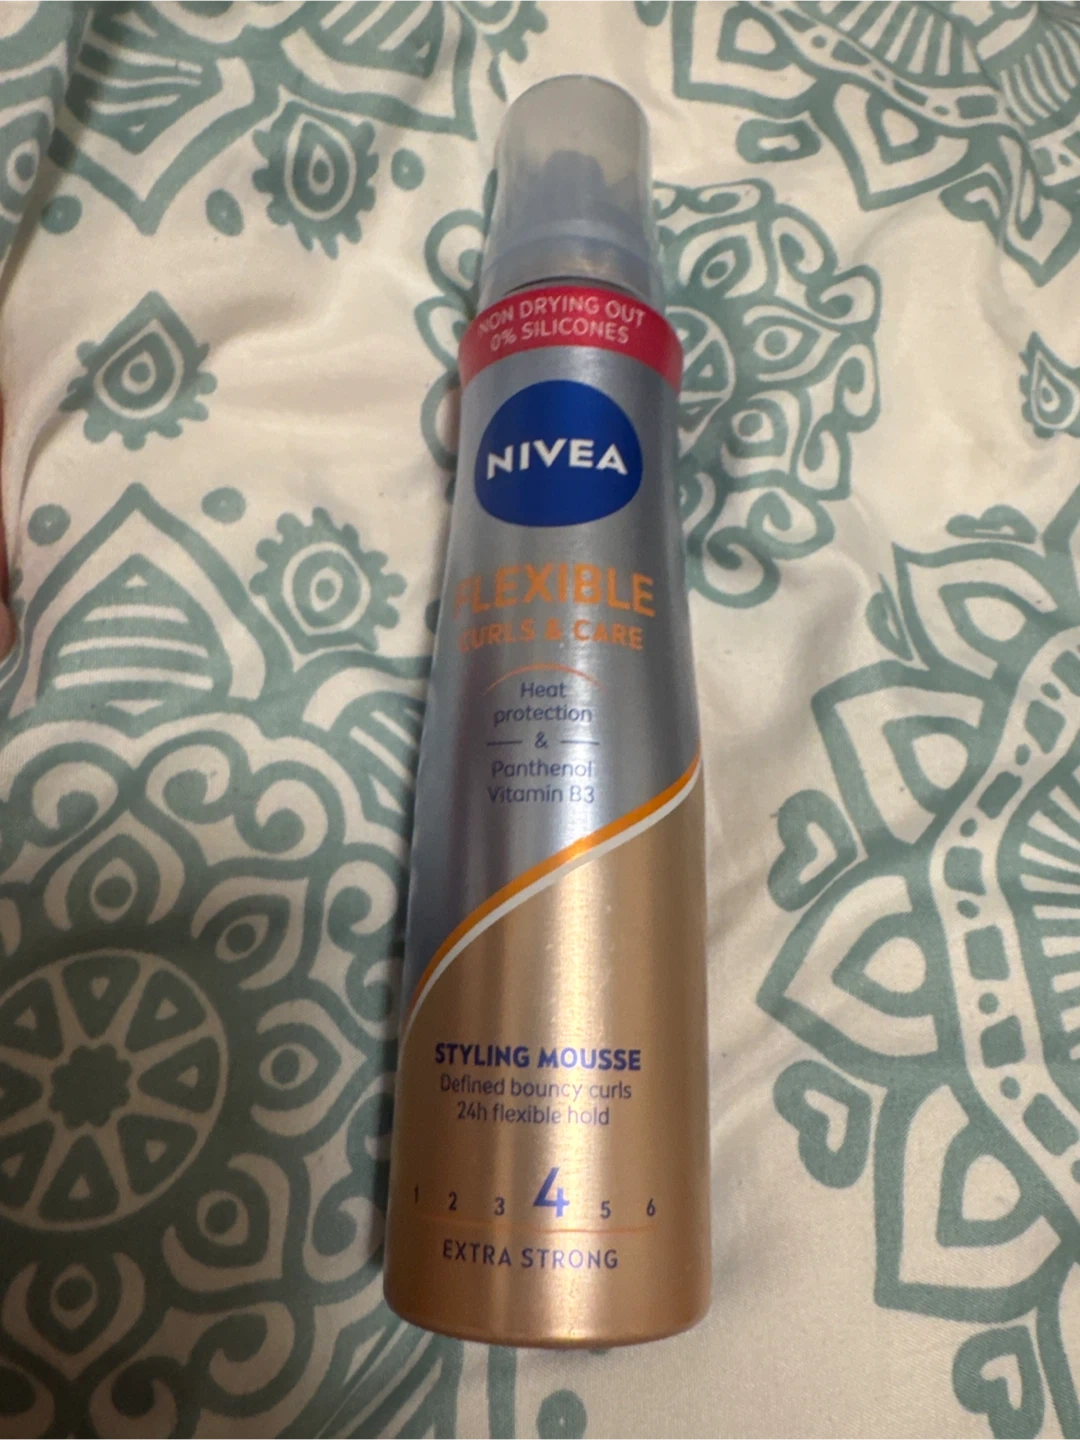 NON DRYING OUT
0% SILICONES
NIVEA
FLEXIBLE
CURLS & CARE
Heat
protection
&
Panthenol
Vitamin B3
STYLING MOUSSE
Defined bouncy curls
24h flexible hold
1 2 3 4 5 6
EXTRA STRONG